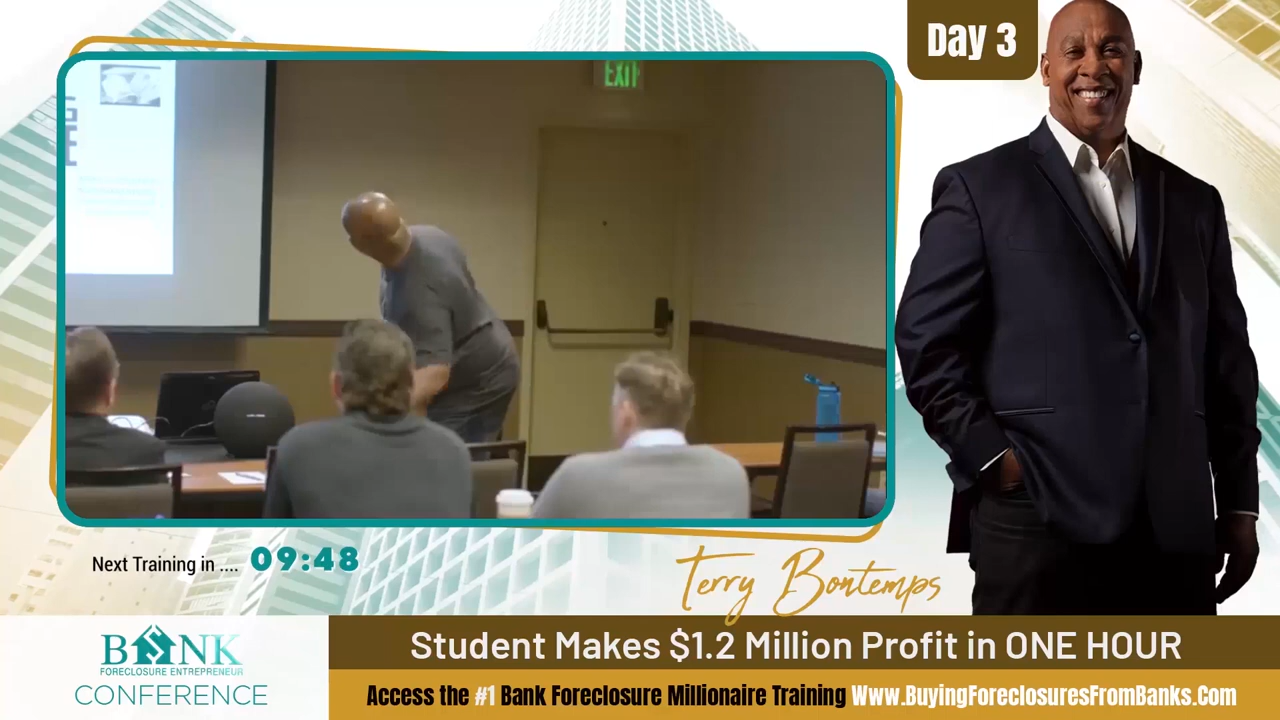 Day 3
EXIT
Next Training in .... 09:48
Terry Bontemps
BANK
FORECLOSURE ENTREPRENEUR
CONFERENCE
Student Makes $1.2 Million Profit in ONE HOUR
Access the #1 Bank Foreclosure Millionaire Training Www.BuyingForeclosuresFromBanks.Com